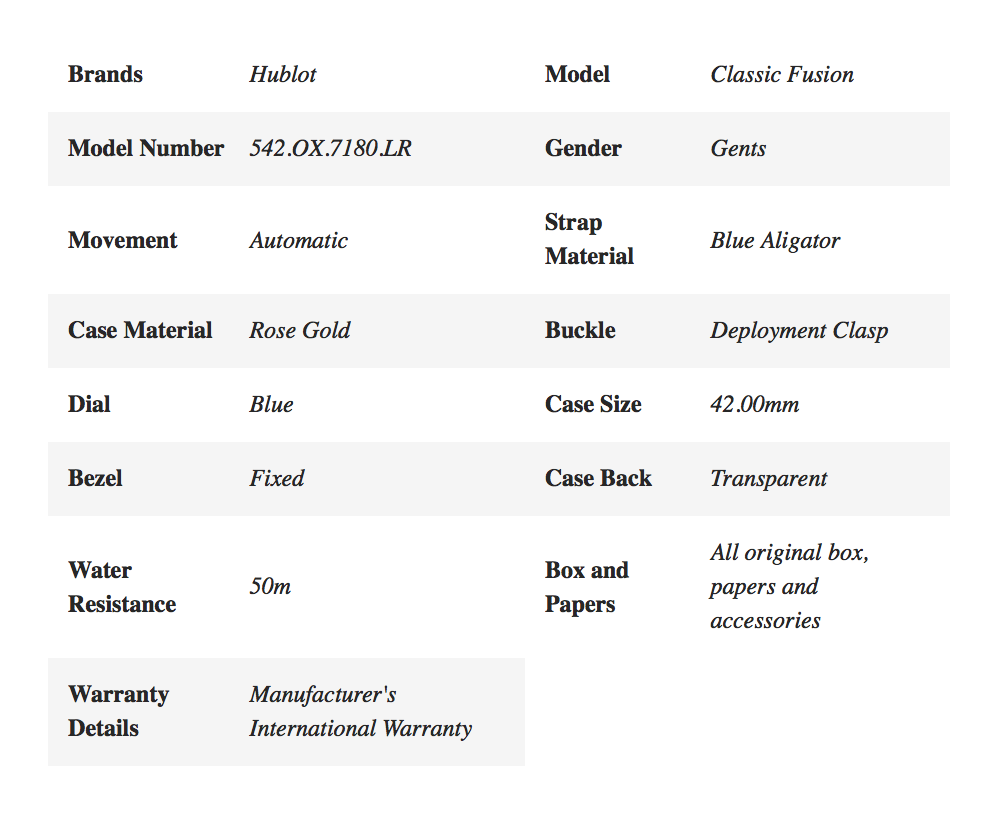 Brands Hublot Model Classic Fusion
Model Number 542.OX.7180.LR Gender Gents
Movement Automatic Strap Material Blue Aligator
Case Material Rose Gold Buckle Deployment Clasp
Dial Blue Case Size 42.00mm
Bezel Fixed Case Back Transparent
Water Resistance 50m Box and Papers All original box, papers and accessories
Warranty Details Manufacturer's International Warranty